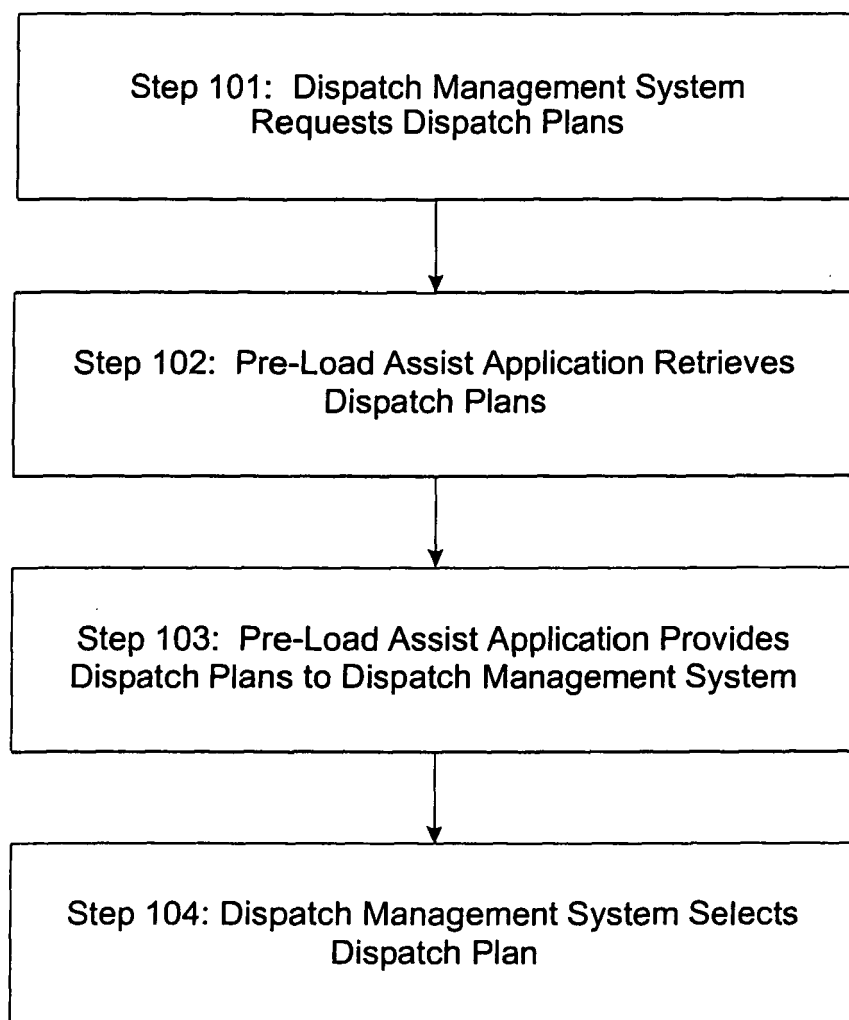 Step 101: Dispatch Management System
Requests Dispatch Plans
Step 102: Pre-Load Assist Application Retrieves
Dispatch Plans
Step 103: Pre-Load Assist Application Provides
Dispatch Plans to Dispatch Management System
Step 104: Dispatch Management System Selects
Dispatch Plan